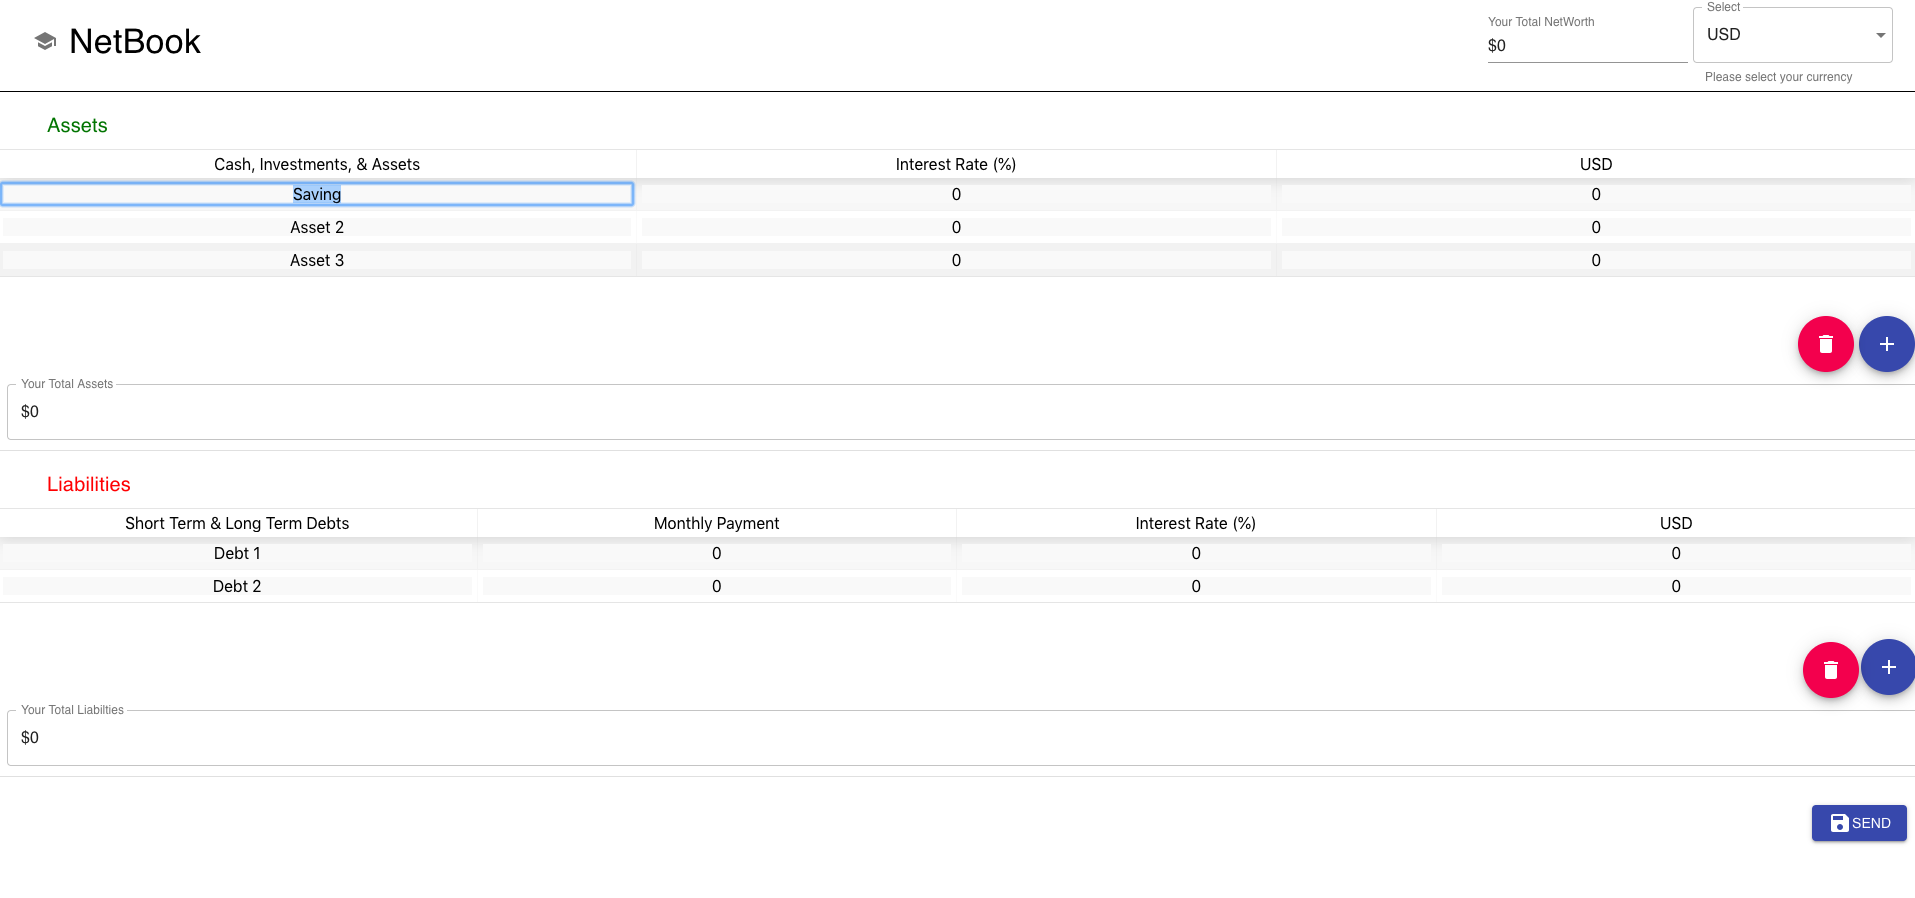 NetBook
Your Total NetWorth
$0
Select
USD
Please select your currency
Assets
Cash, Investments, & Assets Interest Rate (%) USD
Saving 0 0
Asset 2 0 0
Asset 3 0 0
Your Total Assets
$0
Liabilities
Short Term & Long Term Debts Monthly Payment Interest Rate (%) USD
Debt 1 0 0 0
Debt 2 0 0 0
Your Total Liabilties
$0
SEND